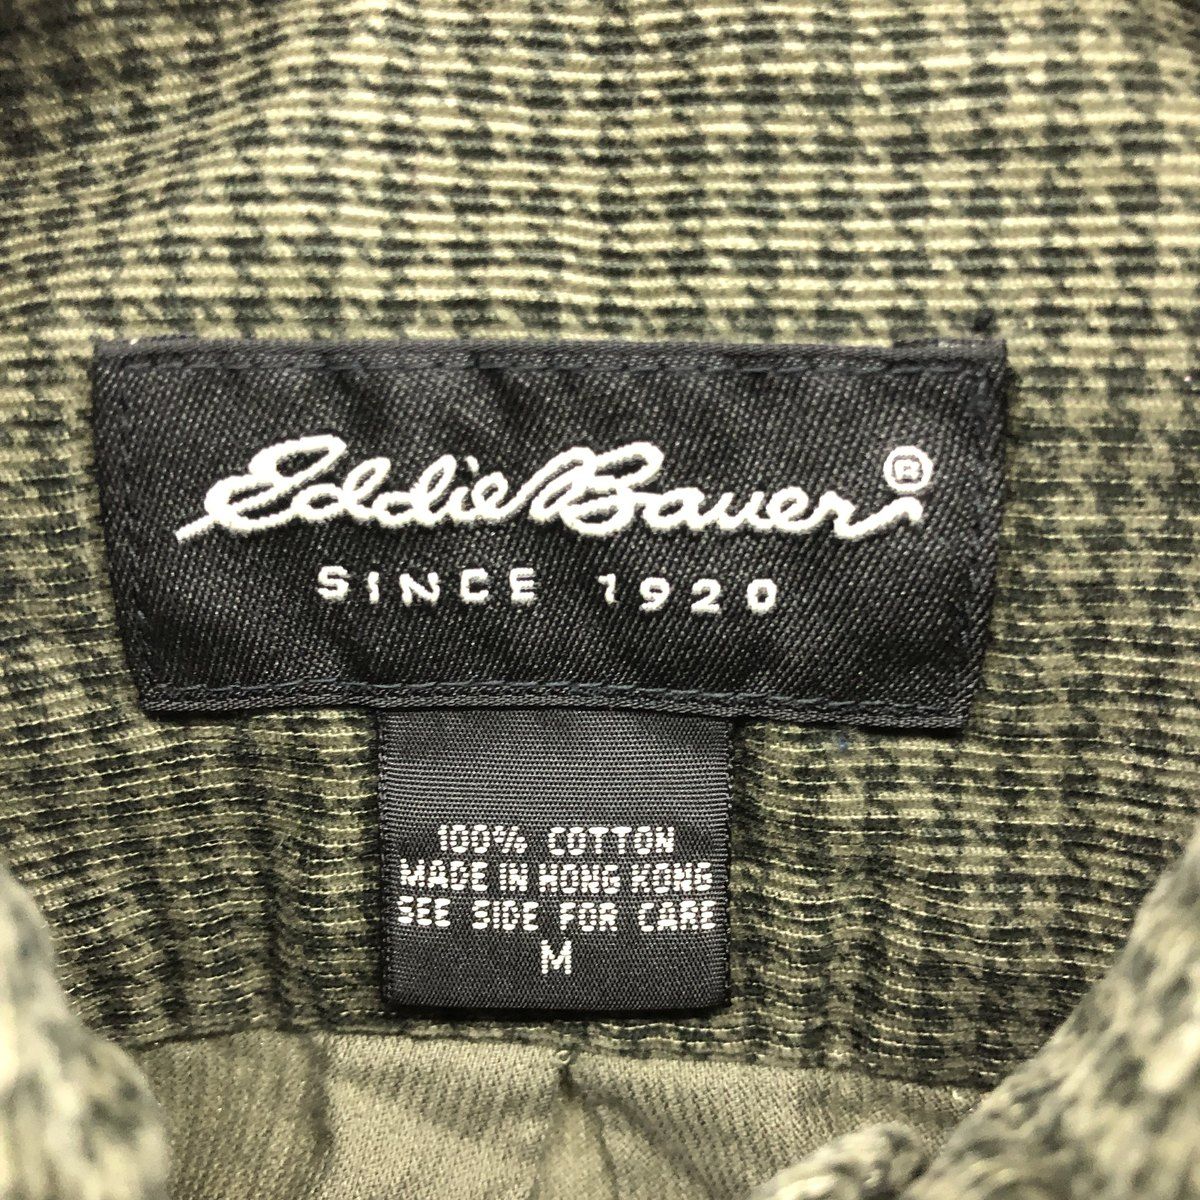 Eddie Bauer®
SINCE 1920
100% COTTON
MADE IN HONG KONG
SEE SIDE FOR CARE
M